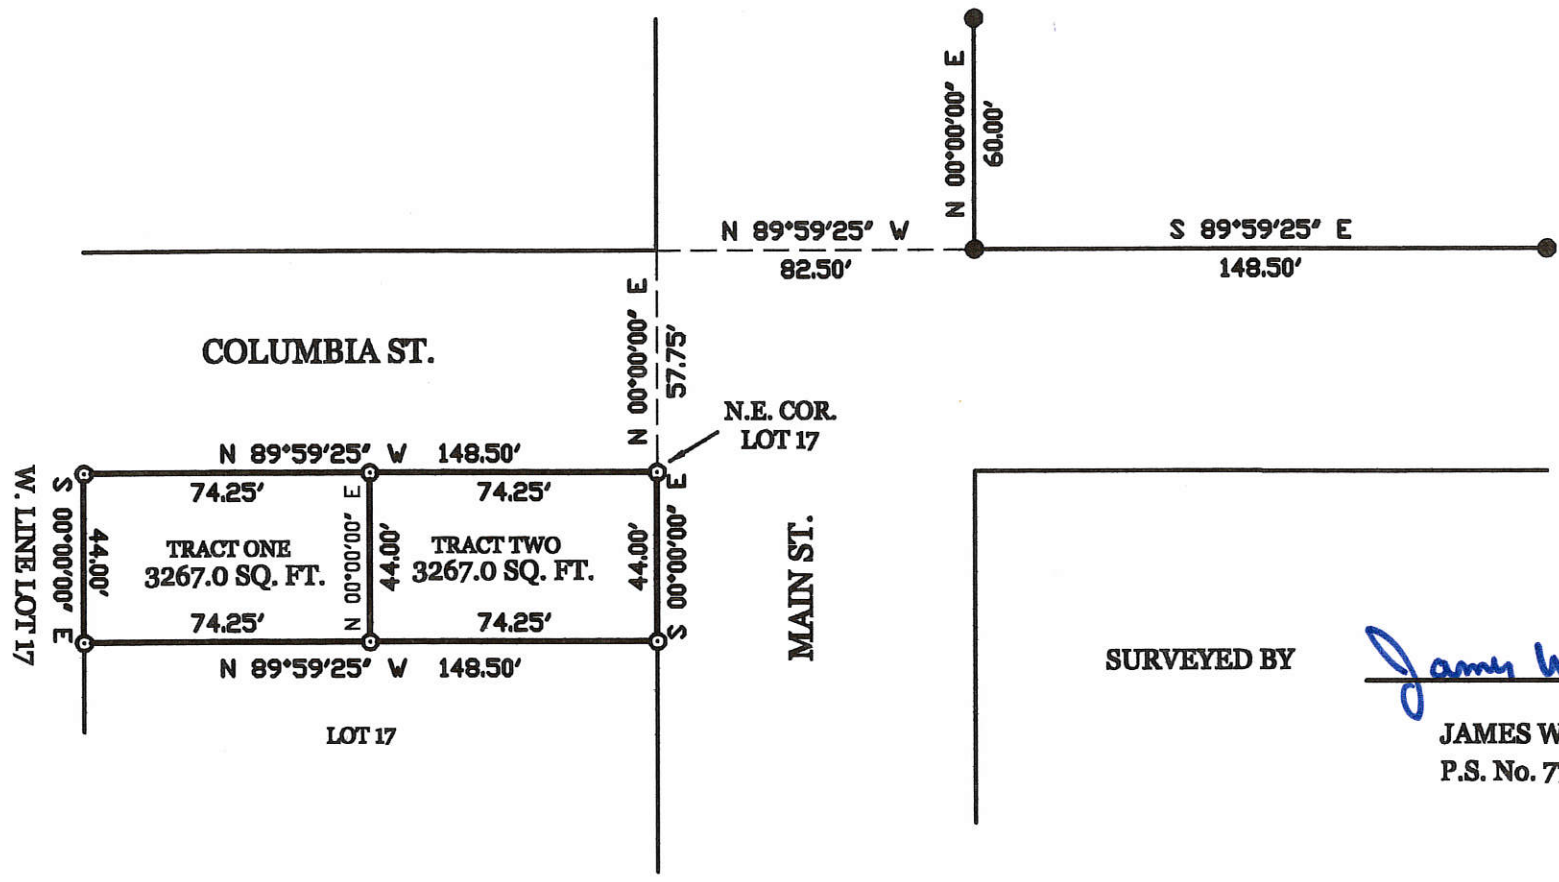 N 00°00'00" E
60.00'
N 89°59'25" W
82.50'
S 89°59'25" E
148.50'
N 00°00'00" E
57.75'
COLUMBIA ST.
N.E. COR.
LOT 17
N 89°59'25" W 148.50'
74.25'
74.25'
W. LINE LOT 17
S 00°00'00" E
44.00'
TRACT ONE
3267.0 SQ. FT.
N 00°00'00" E
44.00'
TRACT TWO
3267.0 SQ. FT.
44.00'
S 00°00'00" E
74.25'
74.25'
N 89°59'25" W 148.50'
LOT 17
MAIN ST.
SURVEYED BY
James W
JAMES W
P.S. No. 7